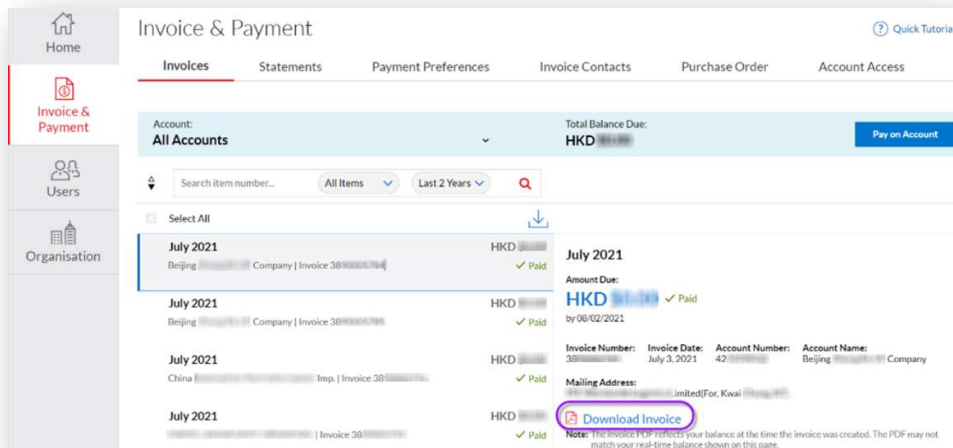 Home
Invoice &
Payment
Users
Organisation
Invoice & Payment
Quick Tutoria
Invoices
Statements
Payment Preferences
Invoice Contacts
Purchase Order
Account Access
Account:
All Accounts
Total Balance Due:
HKD
Pay on Account
Search item number...
All Items
Last 2 Years
Select All
July 2021
HKD
Beijing Company | Invoice 38
Paid
July 2021
HKD
Beijing Company | Invoice 38
Paid
July 2021
HKD
China Imp. | Invoice 38
Paid
July 2021
HKD
| Invoice 38
Paid
July 2021
Amount Due:
HKD Paid
by 08/02/2021
Invoice Number: Invoice Date: Account Number: Account Name:
38 July 3, 2021 42 Beijing Company
Mailing Address:
imited(For, Kwai
Download Invoice
Note: The Invoice PDF reflects your balance at the time the invoice was created. The PDF may not
match your real-time balance shown on this page.